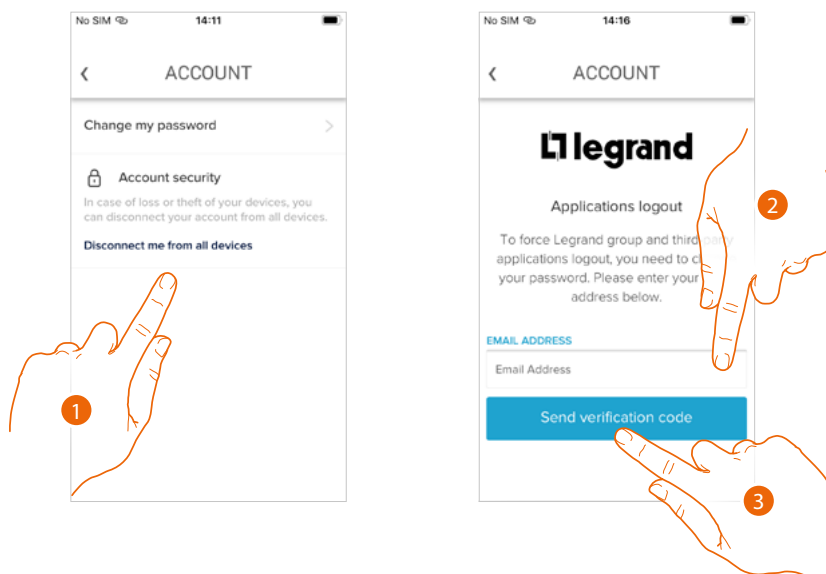 No SIM 14:11
ACCOUNT
Change my password
Account security
In case of loss or theft of your devices, you
can disconnect your account from all devices.
Disconnect me from all devices
1
No SIM 14:16
ACCOUNT
legrand
Applications logout
To force Legrand group and third-party
applications logout, you need to
your password. Please enter your
address below.
EMAIL ADDRESS
Email Address
Send verification code
2
3